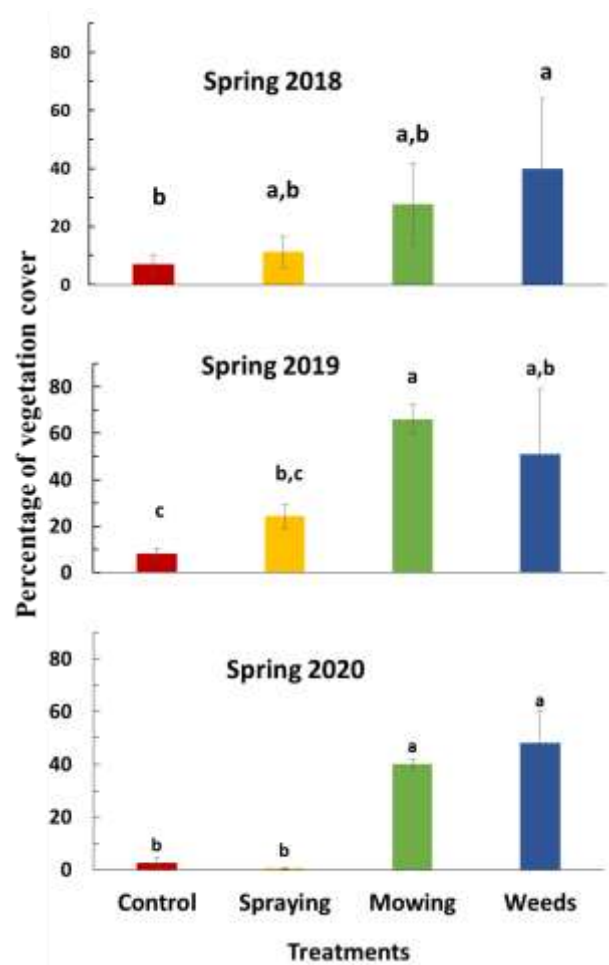 Percentage of vegetation cover
Spring 2018
80
60
40
20
0
b
a,b
a,b
a
Spring 2019
80
60
40
20
0
c
b,c
a
a,b
Spring 2020
80
60
40
20
0
b
b
a
a
Control Spraying Mowing Weeds
Treatments